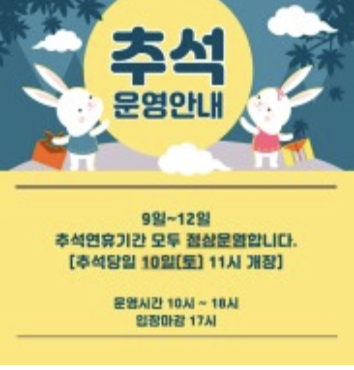 추석
운영안내
9일~12일
추석연휴기간 모두 정상운영합니다.
[추석당일 10일(토) 11시 개장]
운영시간 10시 ~ 18시
입장마감 17시